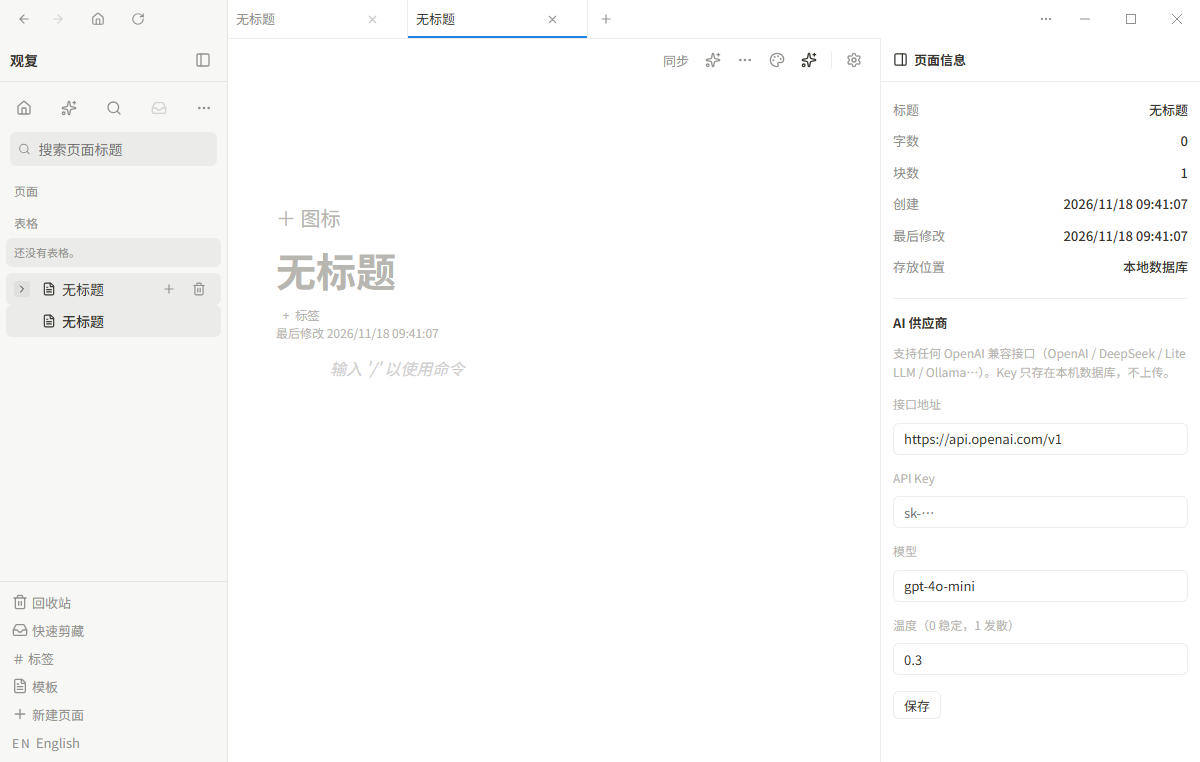 无标题
无标题
观复
搜索页面标题
页面
表格
还没有表格。
无标题
无标题
回收站
快速剪藏
# 标签
模板
新建页面
EN English
同步
+ 图标
无标题
+ 标签
最后修改 2026/11/18 09:41:07
输入 '/' 以使用命令
页面信息
标题 无标题
字数 0
块数 1
创建 2026/11/18 09:41:07
最后修改 2026/11/18 09:41:07
存放位置 本地数据库
AI 供应商
支持任何 OpenAI 兼容接口（OpenAI / DeepSeek / Lite
LLM / Ollama…）。Key 只存在本机数据库，不上传。
接口地址
https://api.openai.com/v1
API Key
sk-…
模型
gpt-4o-mini
温度（0 稳定，1 发散）
0.3
保存